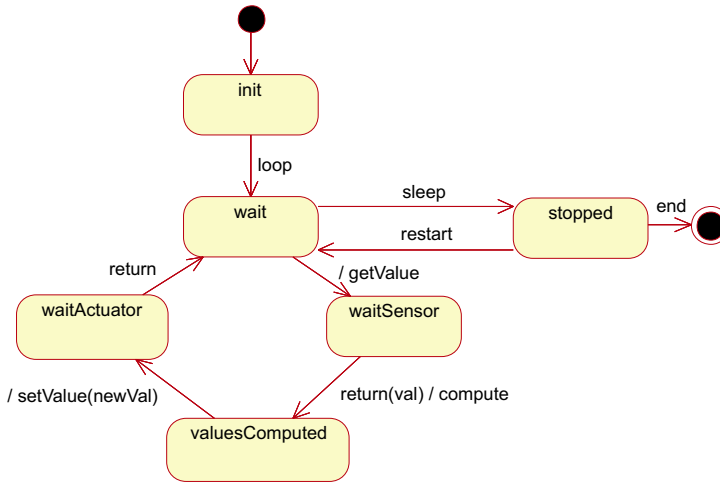 init
loop
wait
sleep
stopped
end
restart
return
/ getValue
waitActuator
waitSensor
/ setValue(newVal)
return(val) / compute
valuesComputed